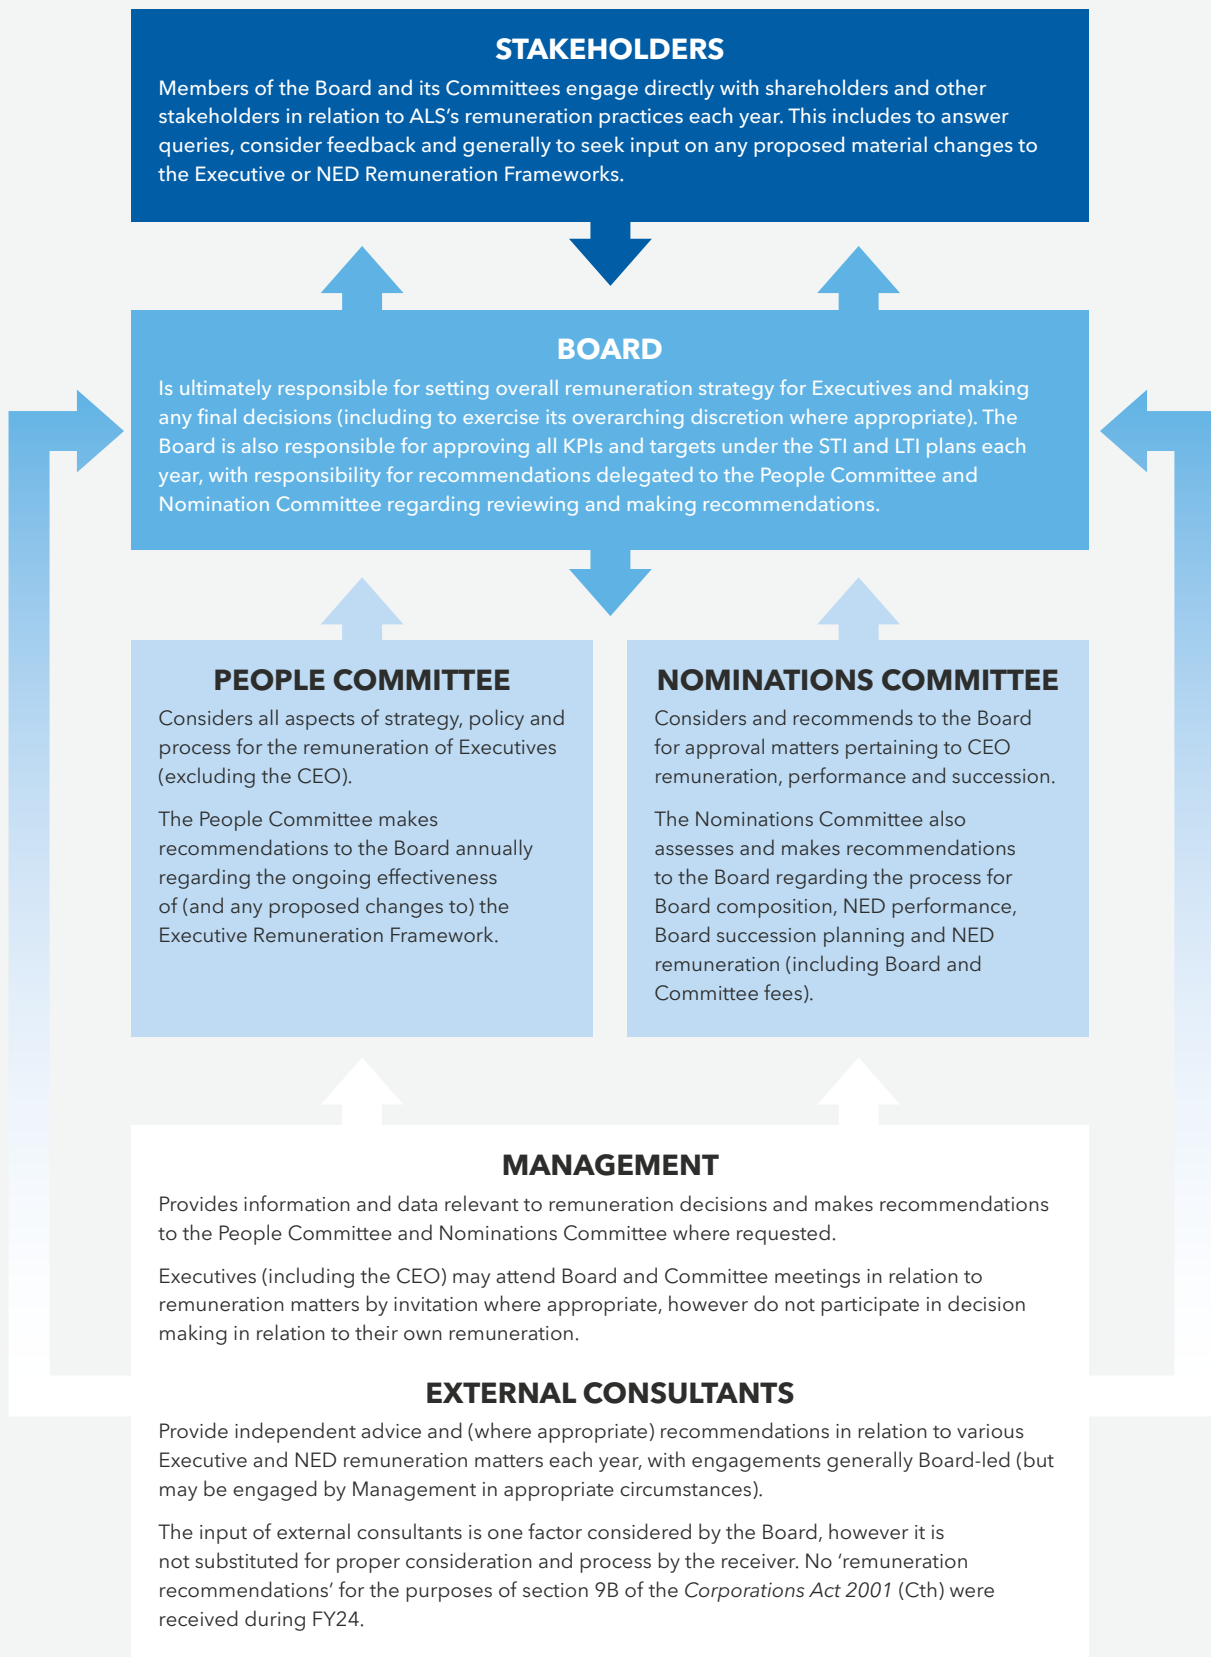 STAKEHOLDERS
Members of the Board and its Committees engage directly with shareholders and other
stakeholders in relation to ALS's remuneration practices each year. This includes to answer
queries, consider feedback and generally to seek input on any proposed material changes to
the Executive or NED Remuneration Frameworks.
BOARD
Is ultimately responsible for setting overall remuneration strategy for Executives and making
any final decisions (including to exercise its overarching discretion where appropriate). The
Board is also responsible for approving all KPIs and targets under the STI and LTI plans each
year, with responsibility for recommendations delegated to the People Committee and
Nomination Committee regarding reviewing and making recommendations.
PEOPLE COMMITTEE
Considers all aspects of strategy, policy and
process for the remuneration of Executives
(excluding the CEO).
The People Committee makes
recommendations to the Board annually
regarding the ongoing effectiveness
of (and any proposed changes to) the
Executive Remuneration Framework.
NOMINATIONS COMMITTEE
Considers and recommends to the Board
for approval matters pertaining to CEO
remuneration, performance and succession.
The Nominations Committee also
assesses and makes recommendations
to the Board regarding the process for
Board composition, NED performance,
Board succession planning and NED
remuneration (including Board and
Committee fees).
MANAGEMENT
Provides information and data relevant to remuneration decisions and makes recommendations
to the People Committee and Nominations Committee where requested.
Executives (including the CEO) may attend Board and Committee meetings in relation to
remuneration matters by invitation where appropriate, however do not participate in decision
making in relation to their own remuneration.
EXTERNAL CONSULTANTS
Provide independent advice and (where appropriate) recommendations in relation to various
Executive and NED remuneration matters each year, with engagements generally Board-led (but
may be engaged by Management in appropriate circumstances).
The input of external consultants is one factor considered by the Board, however it is
not substituted for proper consideration and process by the receiver. No 'remuneration
recommendations' for the purposes of section 9B of the Corporations Act 2001 (Cth) were
received during FY24.